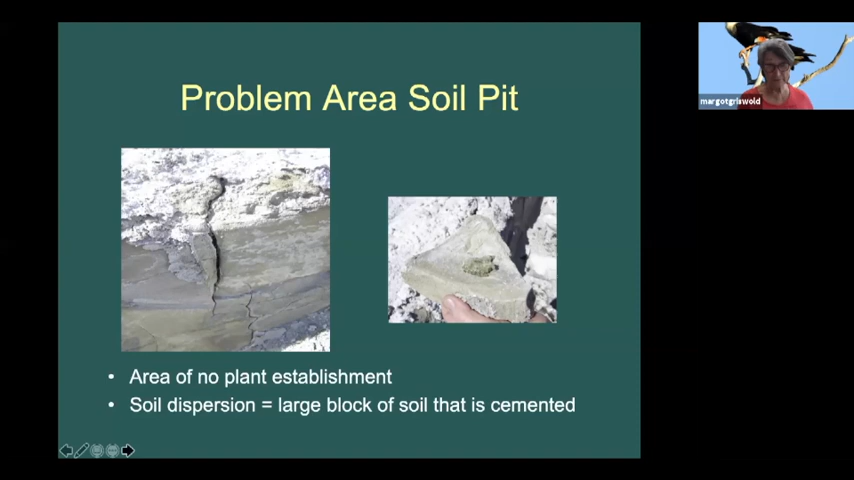 Problem Area Soil Pit
margotgriswold
• Area of no plant establishment
• Soil dispersion = large block of soil that is cemented